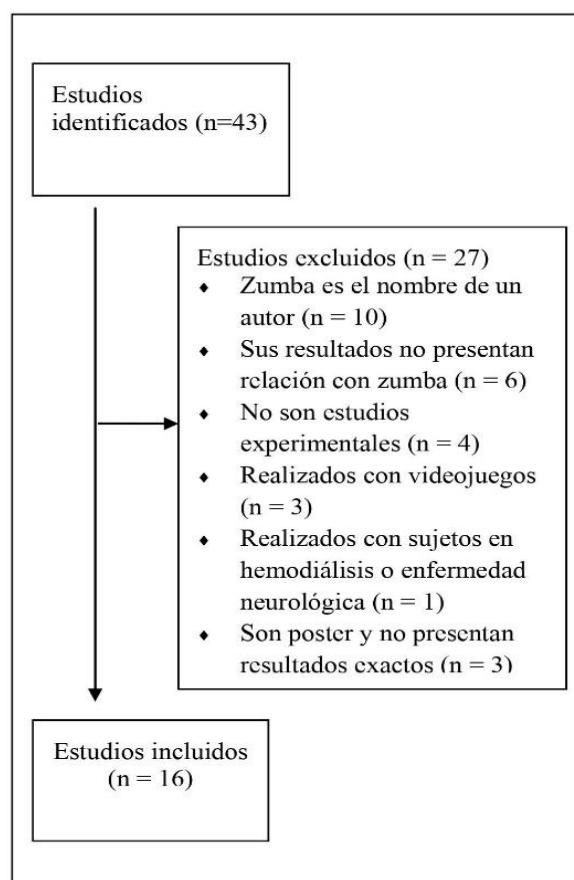 Estudios
identificados (n=43)
Estudios excluidos (n = 27)
♦ Zumba es el nombre de un
autor (n = 10)
♦ Sus resultados no presentan
relación con zumba (n = 6)
♦ No son estudios
experimentales (n = 4)
♦ Realizados con videojuegos
(n = 3)
♦ Realizados con sujetos en
hemodiálisis o enfermedad
neurológica (n = 1)
♦ Son poster y no presentan
resultados exactos (n = 3)
Estudios incluidos
(n = 16)